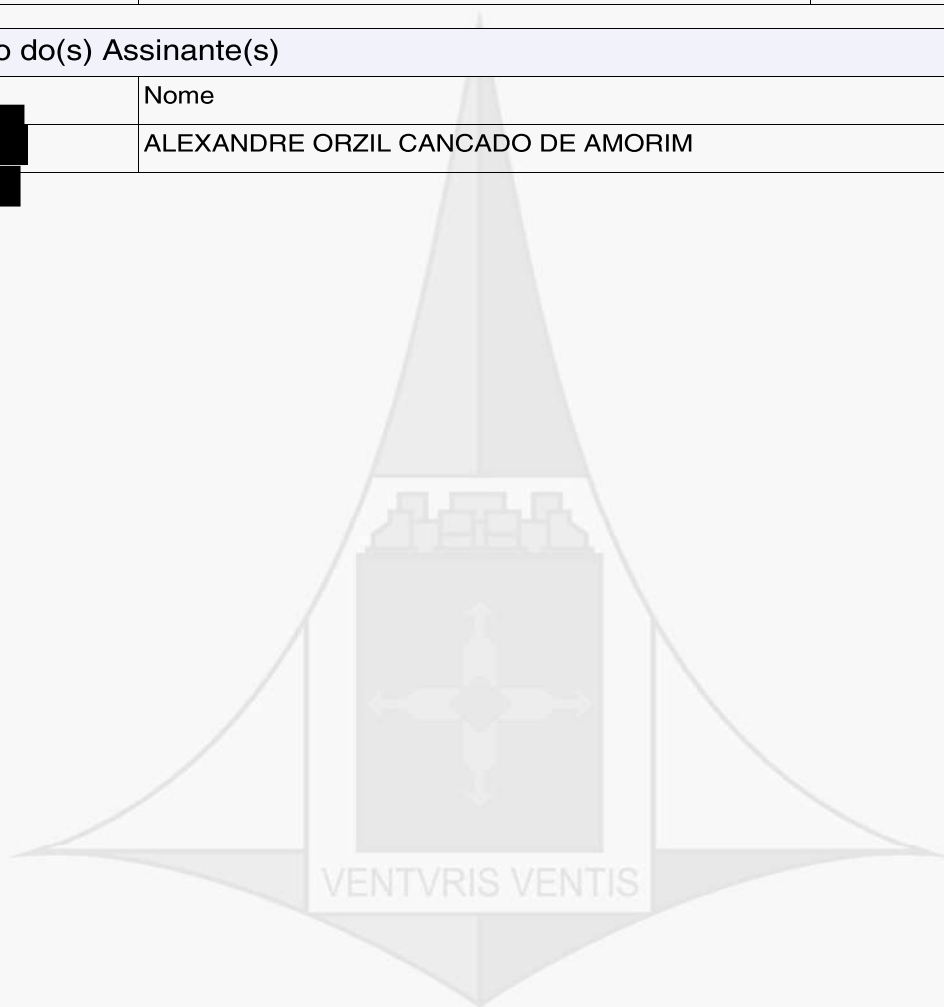 o do(s) Assinante(s)
Nome
ALEXANDRE ORZIL CANCADO DE AMORIM
VENTVRIS VENTIS